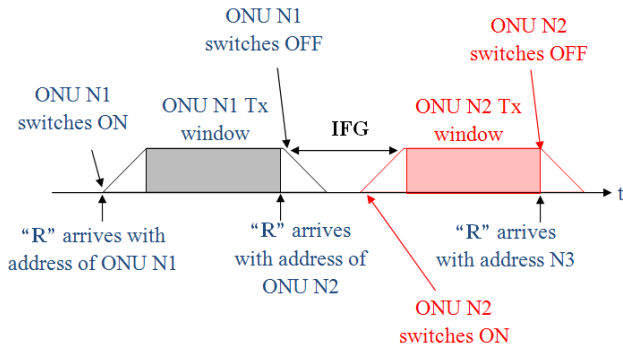 ONU N1
switches OFF
ONU N2
switches OFF
ONU N1
switches ON
ONU N1 Tx
window
IFG
ONU N2 Tx
window
t
“R” arrives with
address of ONU N1
“R” arrives
with address of
ONU N2
“R” arrives
with address N3
ONU N2
switches ON